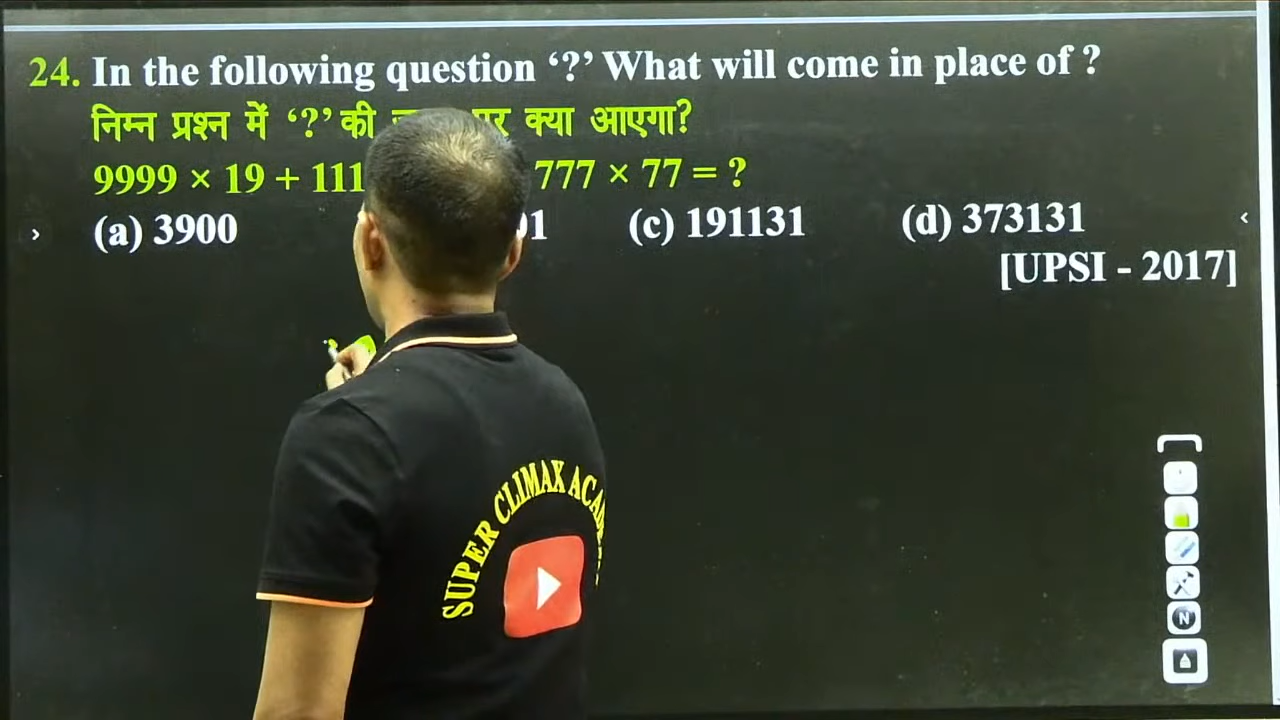 24. In the following question ‘?’ What will come in place of ?
निम्न प्रश्न में ‘?’ की पर क्या आएगा?
9999 × 19 + 111 777 × 77 = ?
(a) 3900 01 (c) 191131 (d) 373131
[UPSI - 2017]
SUPER CLIMAX
N